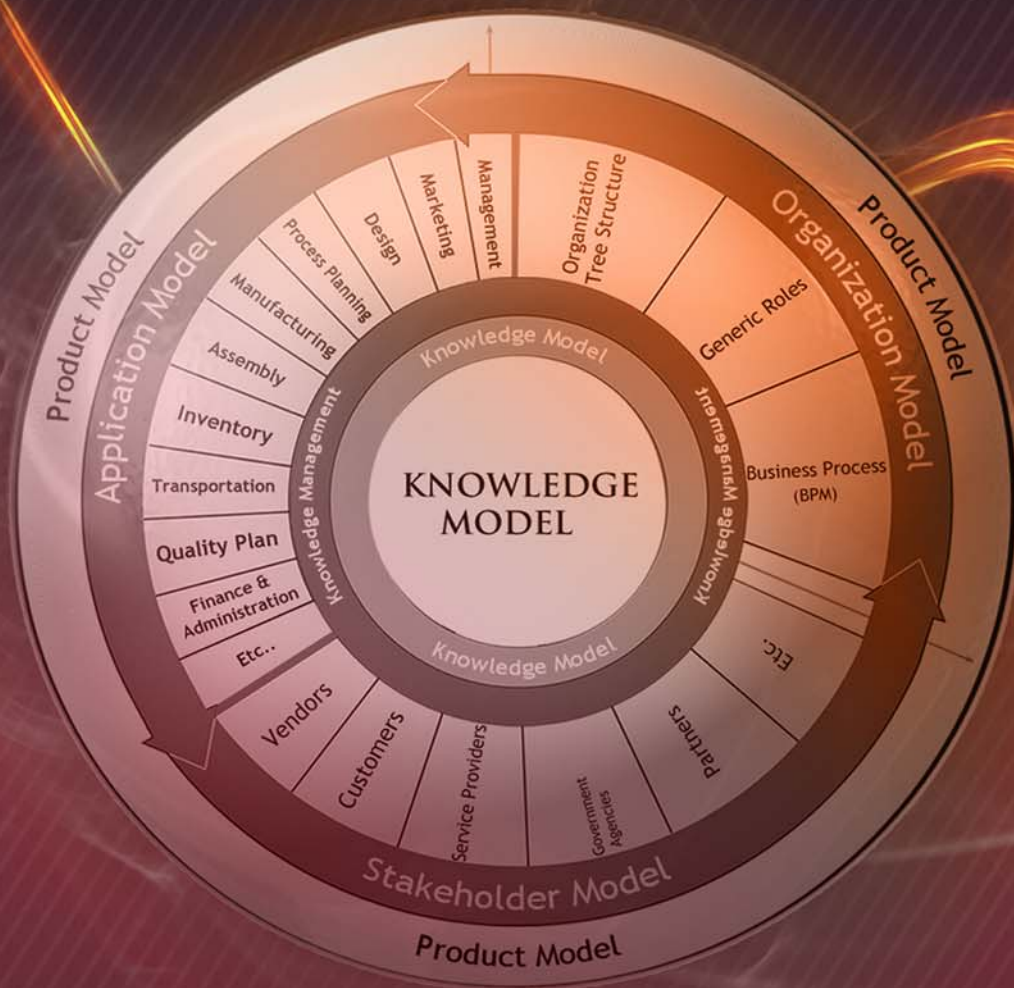 Product Model
Product Model
Product Model
Application Model
Organization Model
Stakeholder Model
Management
Marketing
Design
Process Planning
Manufacturing
Assembly
Inventory
Transportation
Quality Plan
Finance &
Administration
Etc..
Vendors
Customers
Service Providers
Government
Agencies
Partners
Etc.
Business Process
(BPM)
Generic Roles
Organization
Tree Structure
Knowledge Management
Knowledge Management
Knowledge Model
Knowledge Model
KNOWLEDGE
MODEL